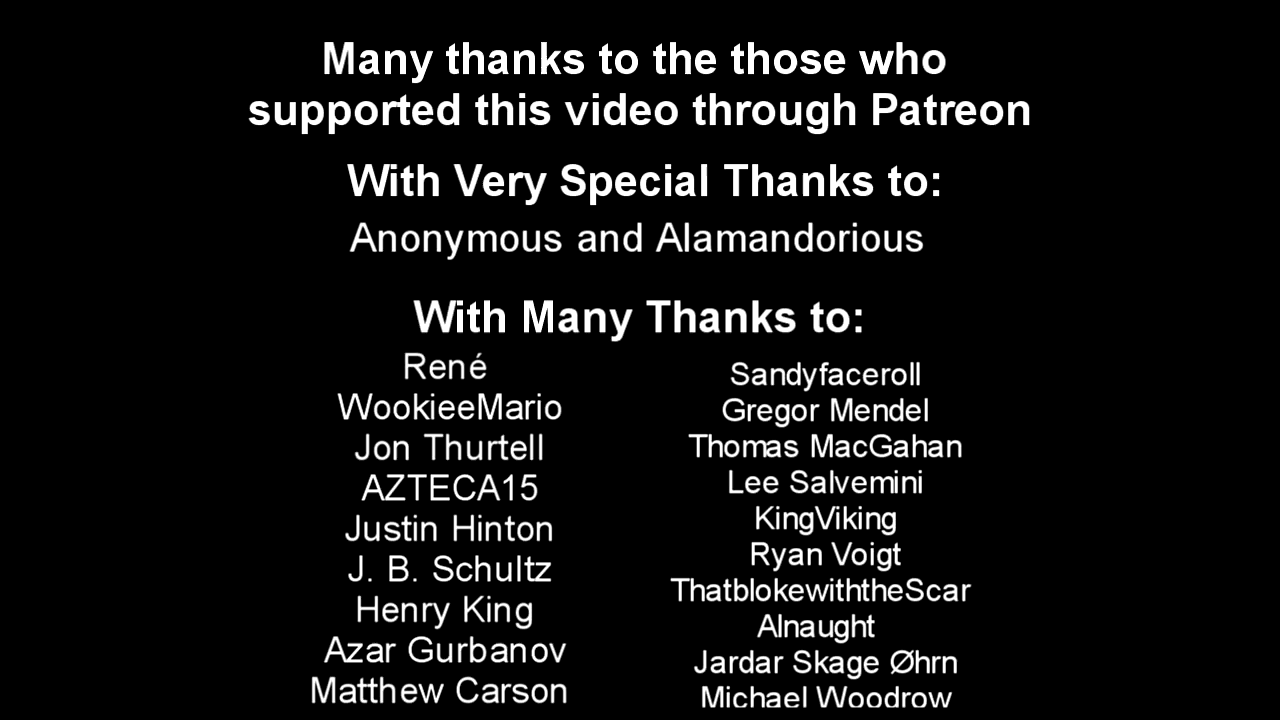 Many thanks to the those who
supported this video through Patreon
With Very Special Thanks to:
Anonymous and Alamandorious
With Many Thanks to:
René
WookieeMario
Jon Thurtell
AZTECA15
Justin Hinton
J. B. Schultz
Henry King
Azar Gurbanov
Matthew Carson
Sandyfaceroll
Gregor Mendel
Thomas MacGahan
Lee Salvemini
KingViking
Ryan Voigt
ThatblokewiththeScar
Alnaught
Jardar Skage Øhrn
Michael Woodrow